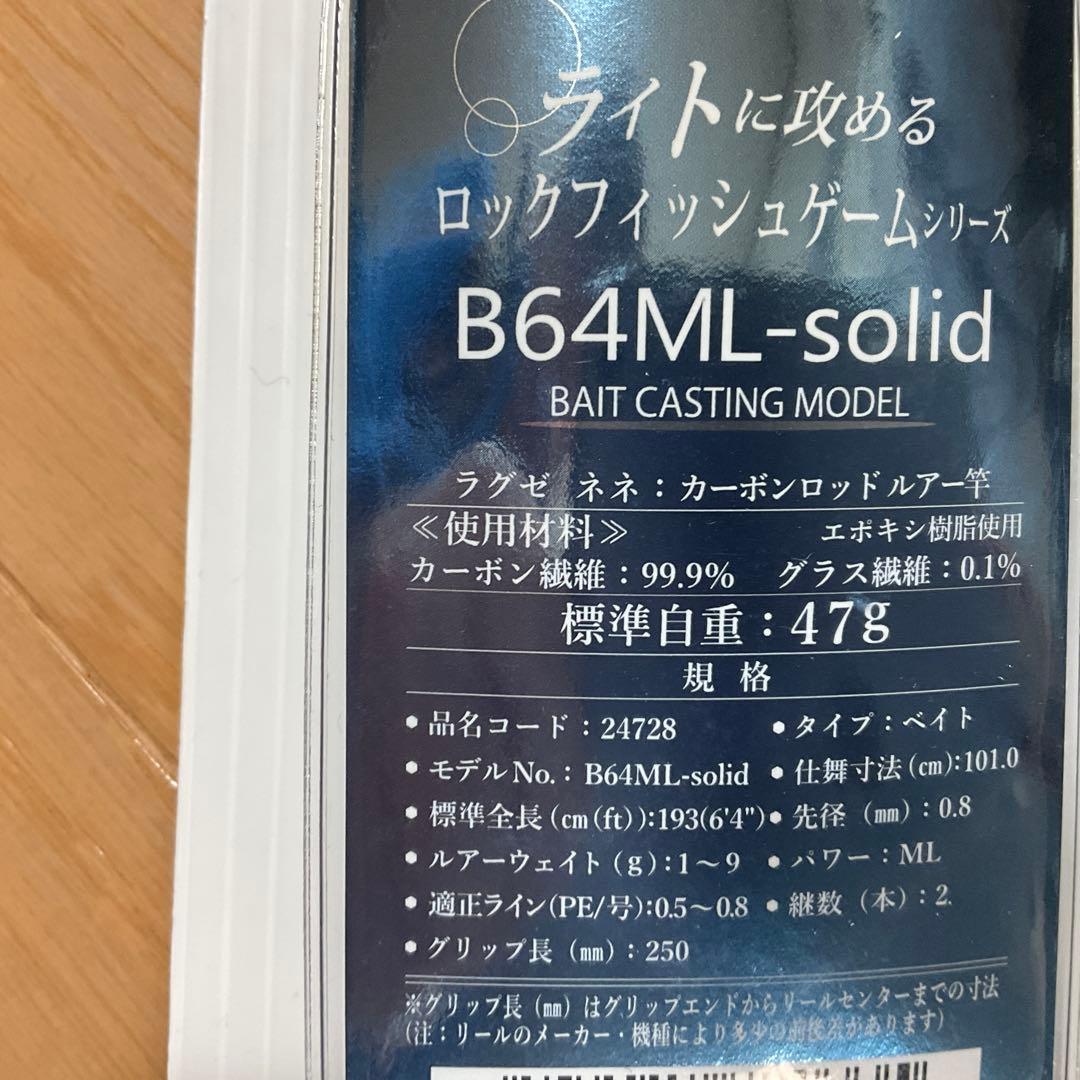 ライトに攻める
ロックフィッシュゲームシリーズ
B64ML-solid
BAIT CASTING MODEL
ラグゼ ネネ：カーボンロッド ルアー竿
≪使用材料≫ エポキシ樹脂使用
カーボン繊維：99.9% グラス繊維：0.1%
標準自重：47g
規 格
• 品名コード：24728 • タイプ：ベイト
• モデルNo.：B64ML-solid • 仕舞寸法(cm):101.0
• 標準全長(cm(ft)):193(6'4") • 先径(mm)：0.8
• ルアーウェイト(g):1～9 • パワー：ML
• 適正ライン(PE/号):0.5～0.8 • 継数(本)：2
• グリップ長(mm)：250
※グリップ長(mm)はグリップエンドからリールセンターまでの寸法
(注：リールのメーカー・機種により多少の前後差があります)